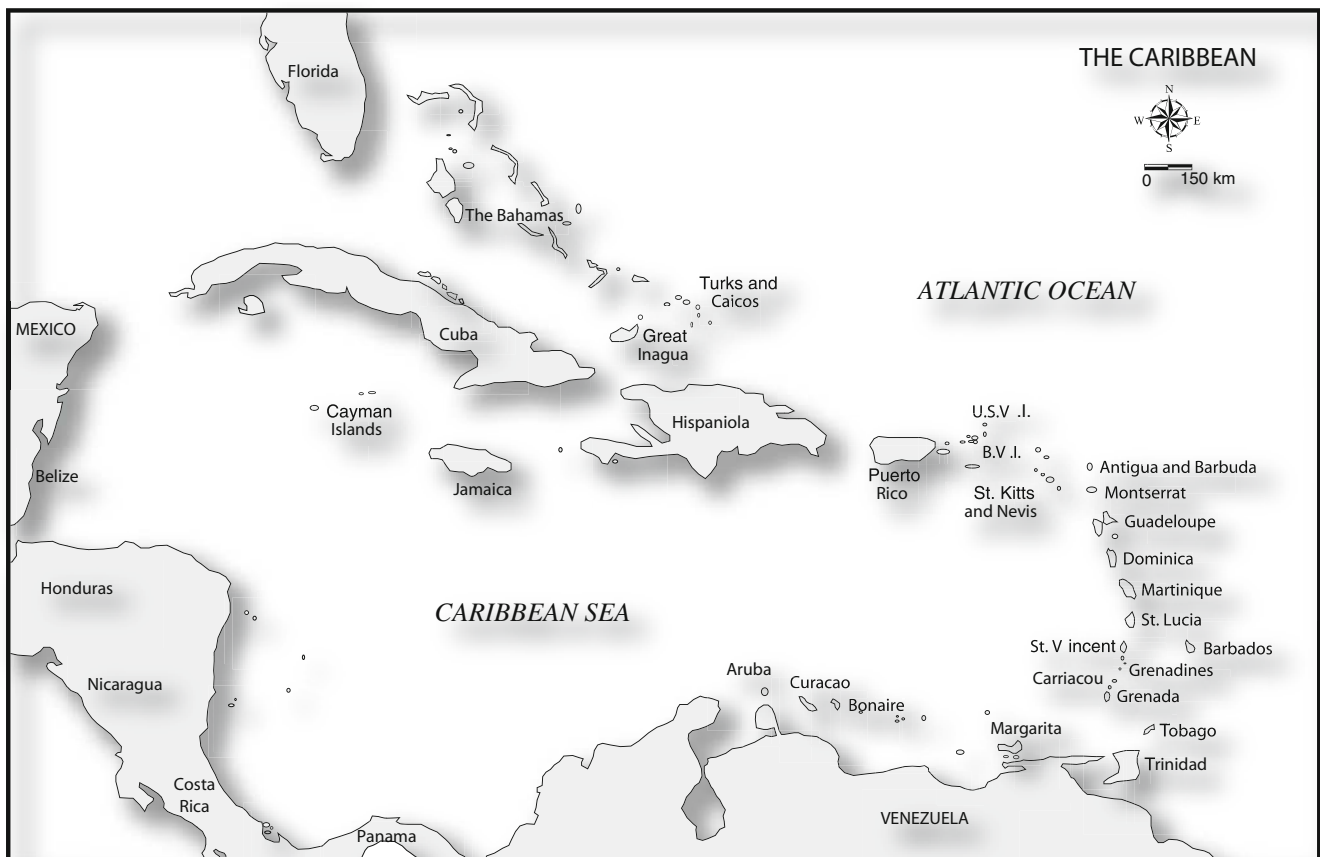 THE CARIBBEAN
N
W
E
S
0
150 km
Florida
The Bahamas
ATLANTIC OCEAN
Turks and
Caicos
MEXICO
Cuba
Great
Inagua
Cayman
Islands
Hispaniola
U.S.V .I.
B.V .I.
Belize
Jamaica
Puerto
Rico
St. Kitts
and Nevis
Antigua and Barbuda
Montserrat
Guadeloupe
Dominica
Honduras
Martinique
CARIBBEAN SEA
St. Lucia
St. V incent
Barbados
Grenadines
Carriacou
Grenada
Nicaragua
Aruba
Curacao
Bonaire
Margarita
Tobago
Trinidad
Costa
Rica
Panama
VENEZUELA